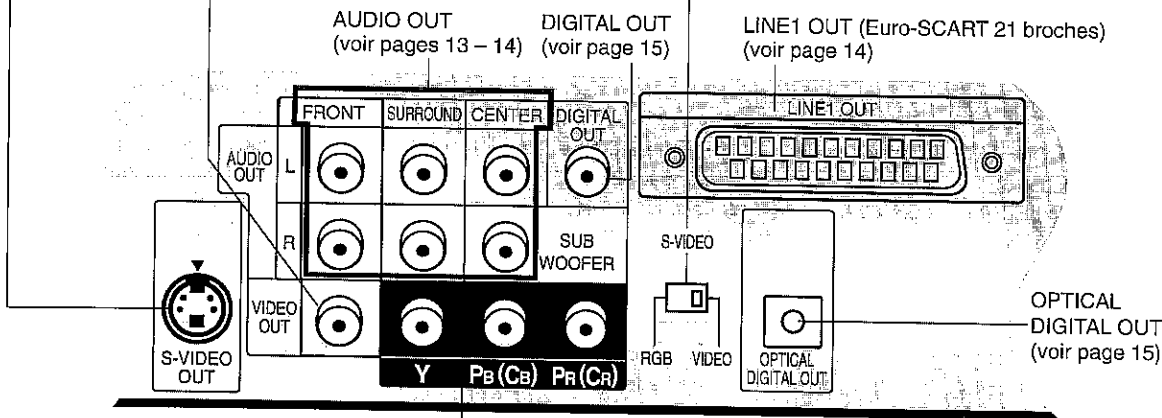 AUDIO OUT
(voir pages 13 – 14)
DIGITAL OUT
(voir page 15)
LINE1 OUT (Euro-SCART 21 broches)
(voir page 14)
FRONT
SURROUND
CENTER
DIGITAL
OUT
LINE1 OUT
AUDIO
OUT
L
R
SUB
WOOFER
S-VIDEO
VIDEO
OUT
S-VIDEO
OUT
RGB
VIDEO
OPTICAL
DIGITAL OUT
OPTICAL
DIGITAL OUT
(voir page 15)
Y
PB (CB)
PR (CR)